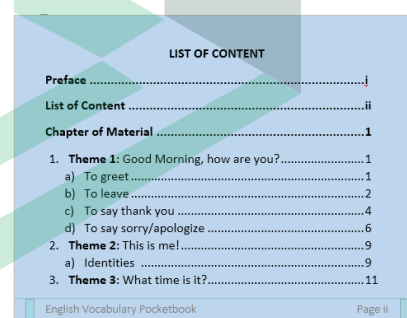 LIST OF CONTENT
Preface ........................................................................i
List of Content ...............................................................ii
Chapter of Material ........................................................1
1. Theme 1: Good Morning, how are you?.......................1
a) To greet................................................................1
b) To leave................................................................2
c) To say thank you ...................................................4
d) To say sorry/apologize ..........................................6
2. Theme 2: This is me!..................................................9
a) Identities ..............................................................9
3. Theme 3: What time is it?...........................................11
English Vocabulary Pocketbook Page ii